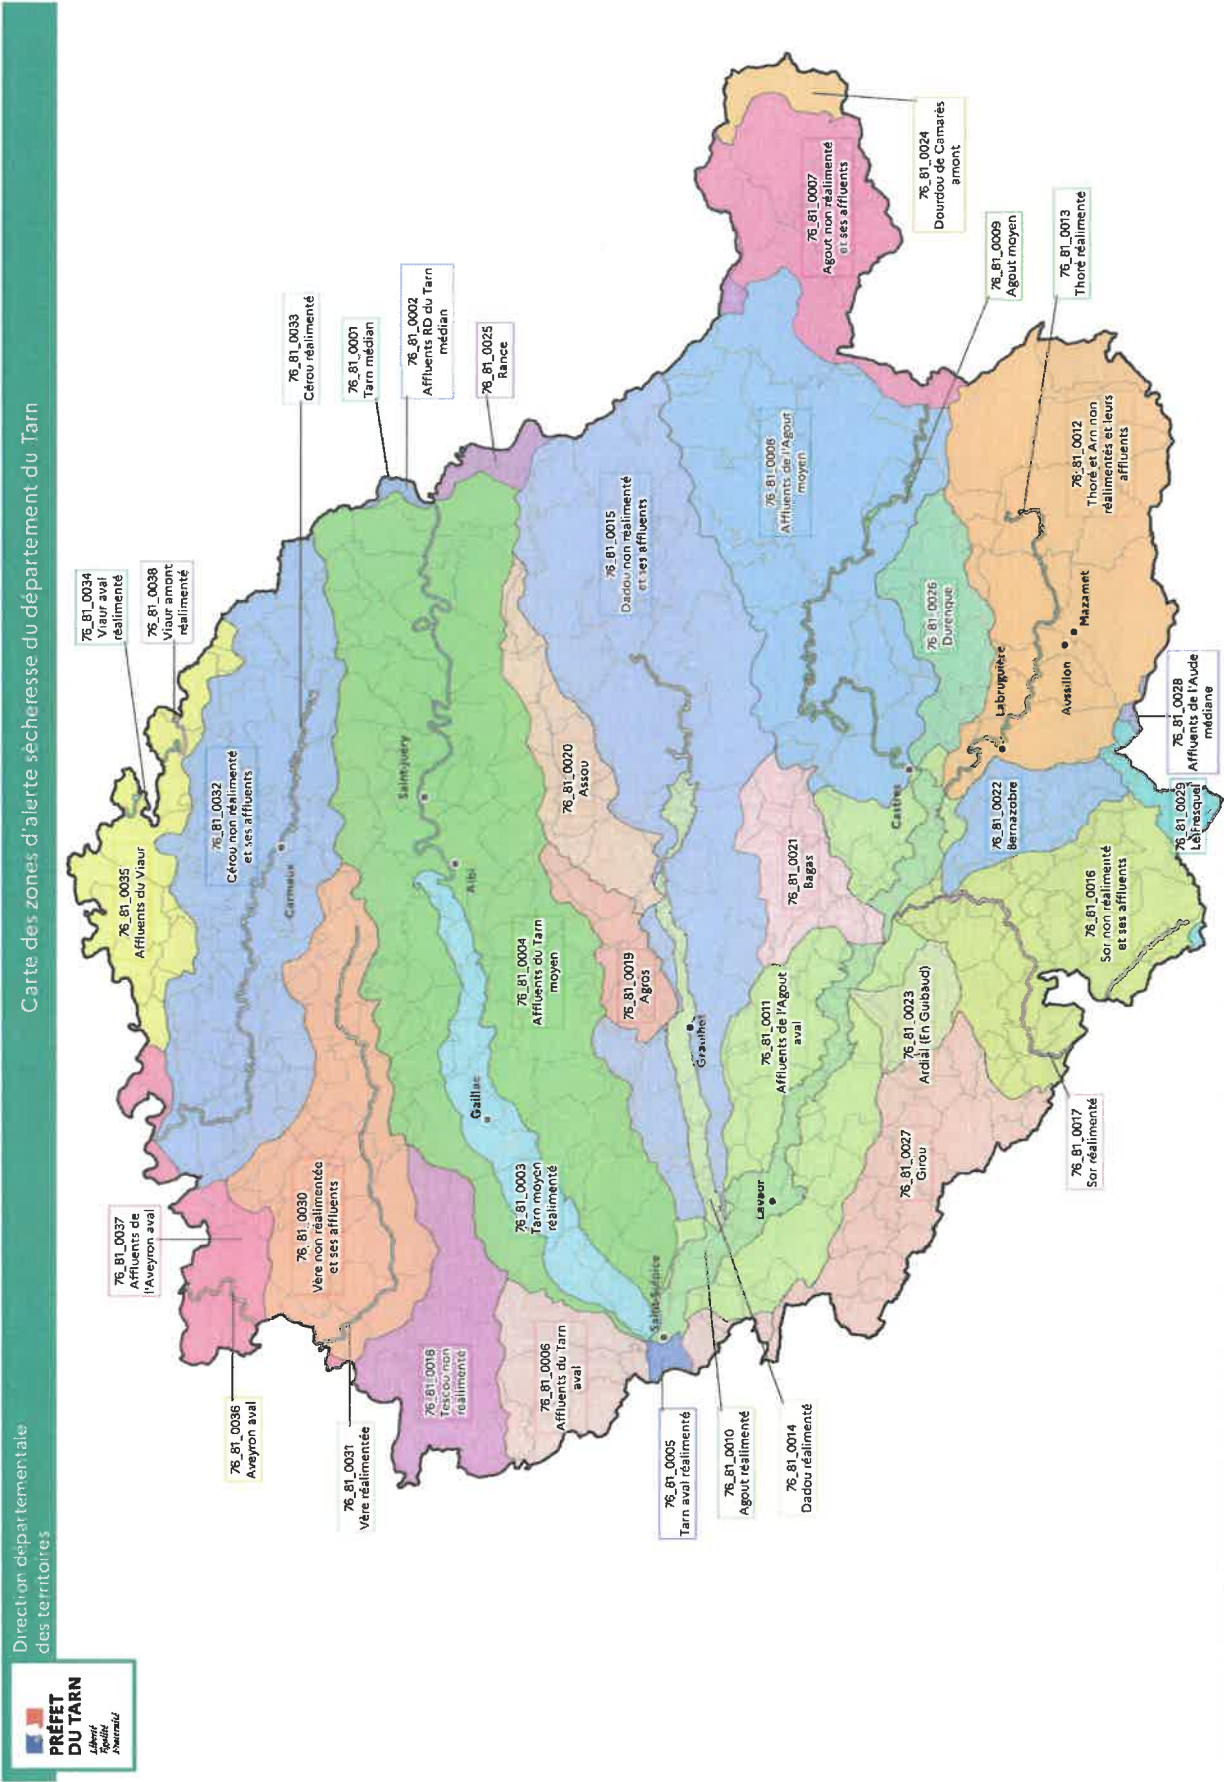 PRÉFET
DU TARN
Liberté
Égalité
Fraternité
Direction départementale
des territoires
Carte des zones d'alerte sècheresse du département du Tarn
76_81_0034
Viaur aval
réalimenté
76_81_0038
Viaur amont
réalimenté
76_81_0033
Cérou réalimenté
76_81_0001
Tarn médian
76_81_0002
Affluents RD du Tarn
médian
76_81_0025
Rance
76_81_0035
Affluents du Viaur
76_81_0032
Cérou non réalimenté
et ses affluents
Carmaux
76_81_0037
Affluents de
l'Aveyron aval
76_81_0036
Aveyron aval
76_81_0030
Vère non réalimentée
et ses affluents
76_81_0031
Vère réalimentée
Saint-Juéry
Albi
76_81_0004
Affluents du Tarn
moyen
Gaillac
76_81_0003
Tarn moyen
réalimenté
76_81_0018
Tescou non
réalimenté
76_81_0006
Affluents du Tarn
aval
Saint-Sulpice
76_81_0005
Tarn aval réalimenté
76_81_0010
Agout réalimenté
76_81_0014
Dadou réalimenté
76_81_0020
Assou
76_81_0019
Agros
76_81_0015
Dadou non réalimenté
et ses affluents
Graulhet
76_81_0021
Bagas
76_81_0011
Affluents de l'Agout
aval
Lavaur
76_81_0008
Affluents de l'Agout
moyen
76_81_0007
Agout non réalimenté
et ses affluents
76_81_0024
Dourdou de Camarès
amont
76_81_0009
Agout moyen
76_81_0013
Thoré réalimenté
76_81_0026
Durenque
Castres
Labruguière
76_81_0012
Thoré et Arn non
réalimentés et leurs
affluents
Mazamet
Aussillon
76_81_0022
Bernazobre
76_81_0023
Ardial (En Guibaud)
76_81_0027
Girou
76_81_0016
Sor non réalimenté
et ses affluents
76_81_0017
Sor réalimenté
76_81_0028
Affluents de l'Aude
médiane
76_81_0029
Le Fresquel